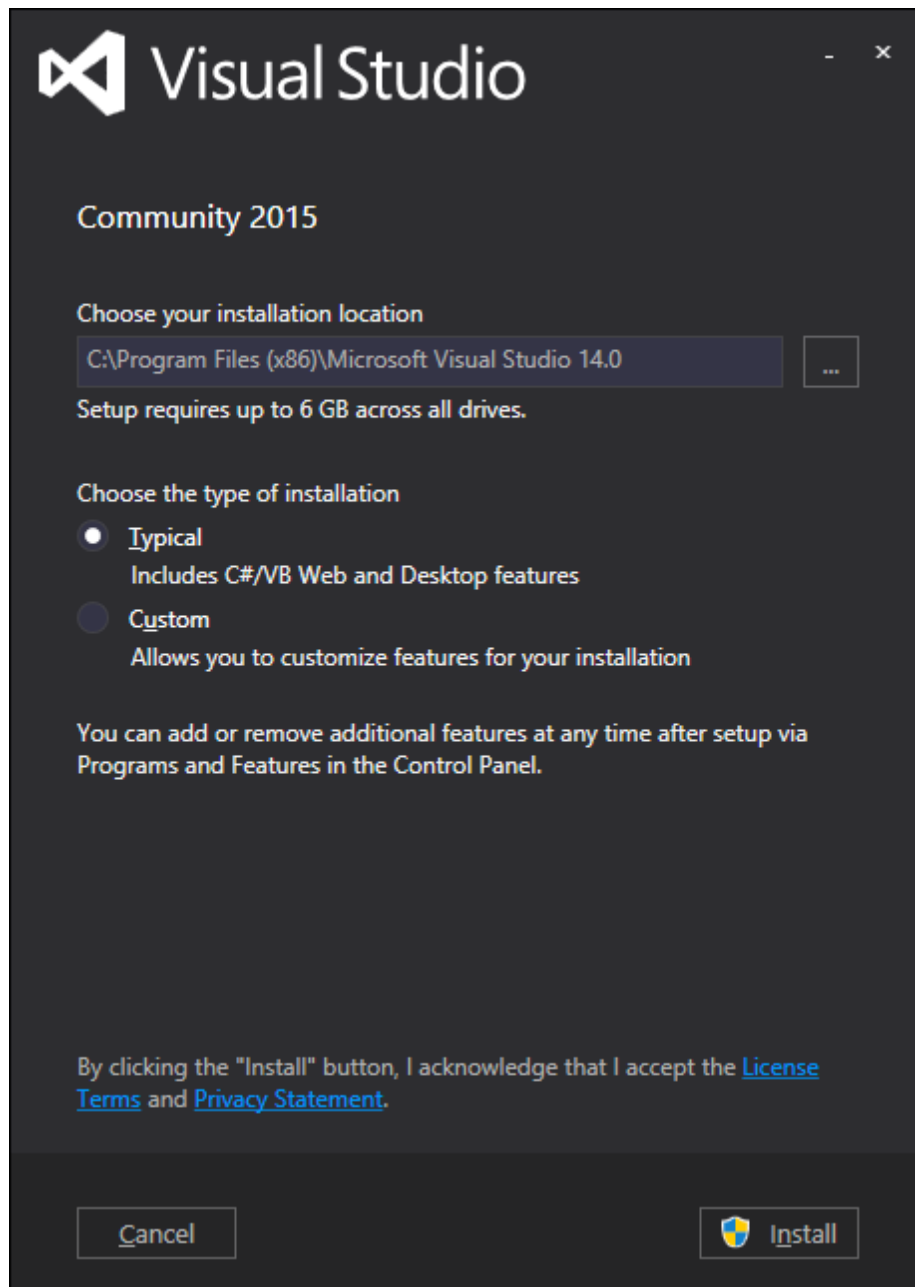 Visual Studio
Community 2015
Choose your installation location
C:\Program Files (x86)\Microsoft Visual Studio 14.0
...
Setup requires up to 6 GB across all drives.
Choose the type of installation
Typical
Includes C#/VB Web and Desktop features
Custom
Allows you to customize features for your installation
You can add or remove additional features at any time after setup via
Programs and Features in the Control Panel.
By clicking the "Install" button, I acknowledge that I accept the License
Terms and Privacy Statement.
Cancel
Install